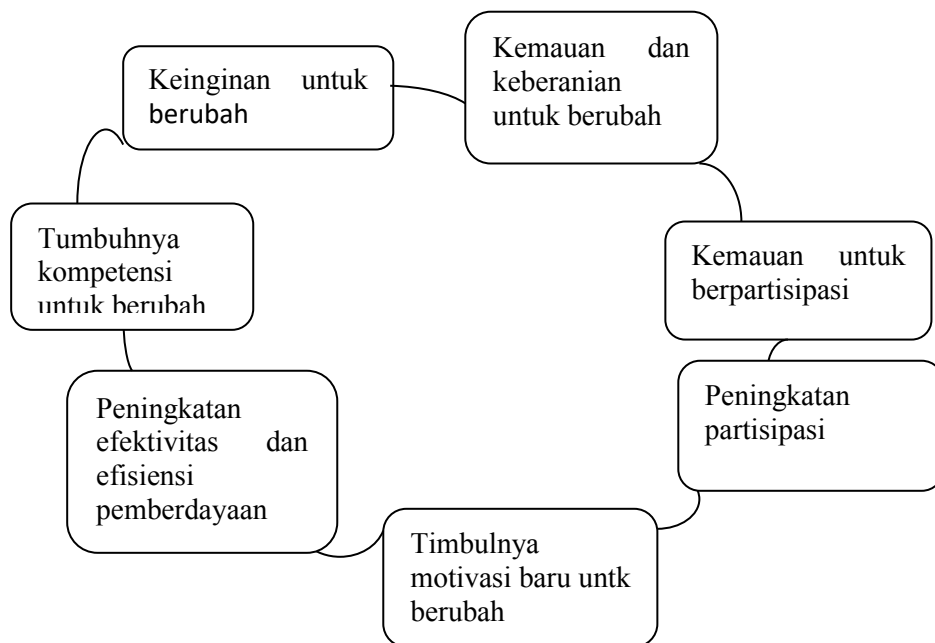 Keinginan untuk
berubah
Kemauan dan
keberanian
untuk berubah
Kemauan untuk
berpartisipasi
Peningkatan
partisipasi
Timbulnya
motivasi baru untk
berubah
Peningkatan
efektivitas dan
efisiensi
pemberdayaan
Tumbuhnya
kompetensi
untuk berubah